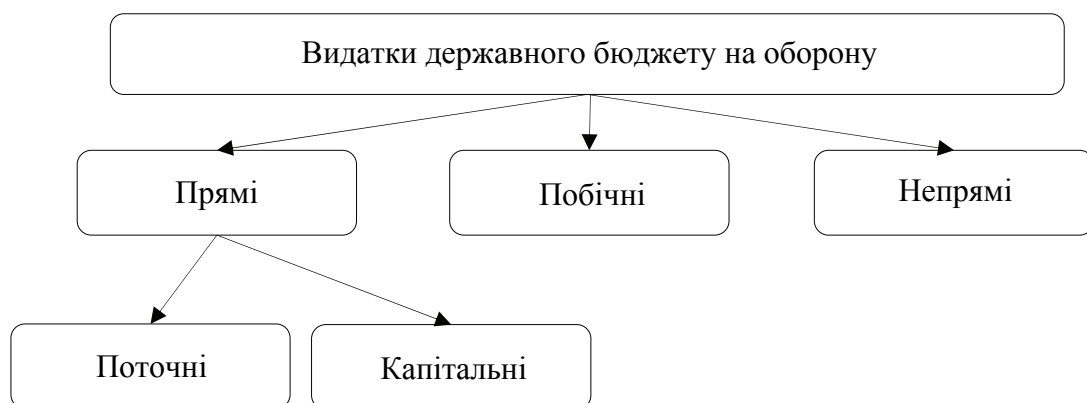 Видатки державного бюджету на оборону
Прямі
Побічні
Непрямі
Поточні
Капітальні